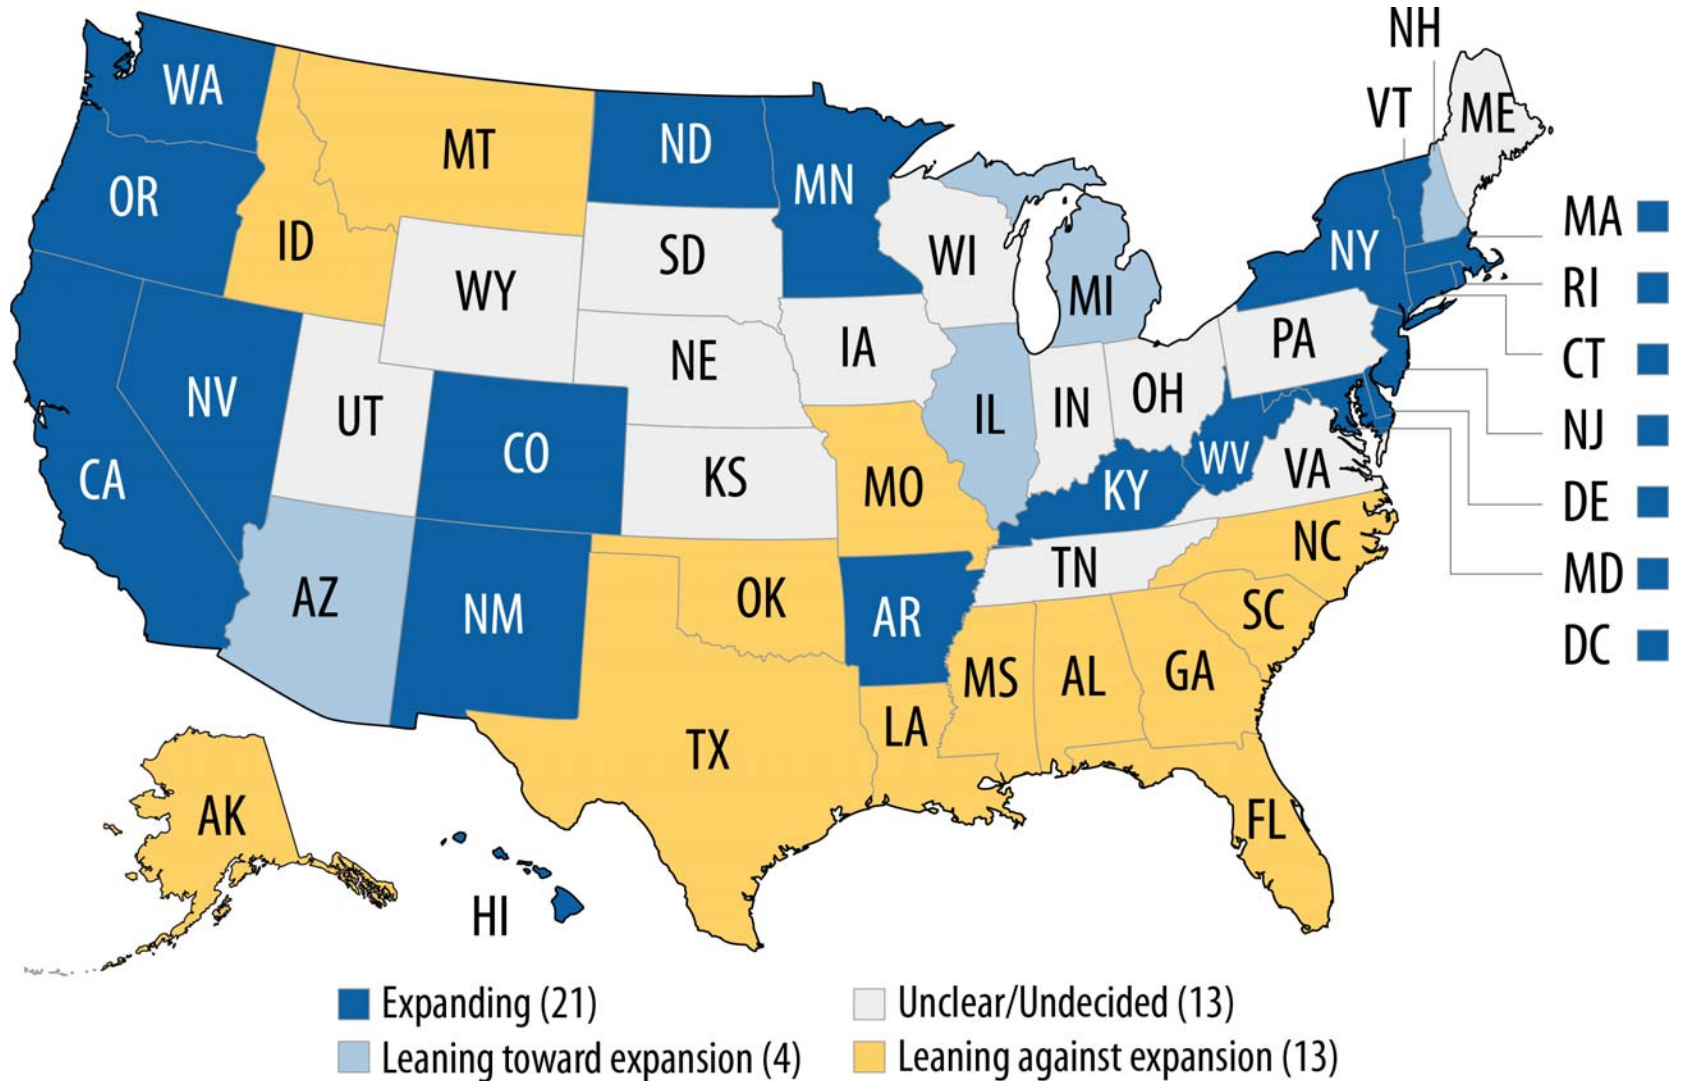 NH
VT
ME
WA
MT
ND
MN
OR
ID
SD
WI
MI
NY
MA
WY
RI
IA
PA
CT
NE
NV
UT
CO
IL
IN
OH
NJ
CA
KS
MO
KY
WV
VA
DE
AZ
NM
OK
AR
TN
NC
MD
SC
DC
TX
LA
MS
AL
GA
AK
HI
FL
Expanding (21)
Unclear/Undecided (13)
Leaning toward expansion (4)
Leaning against expansion (13)